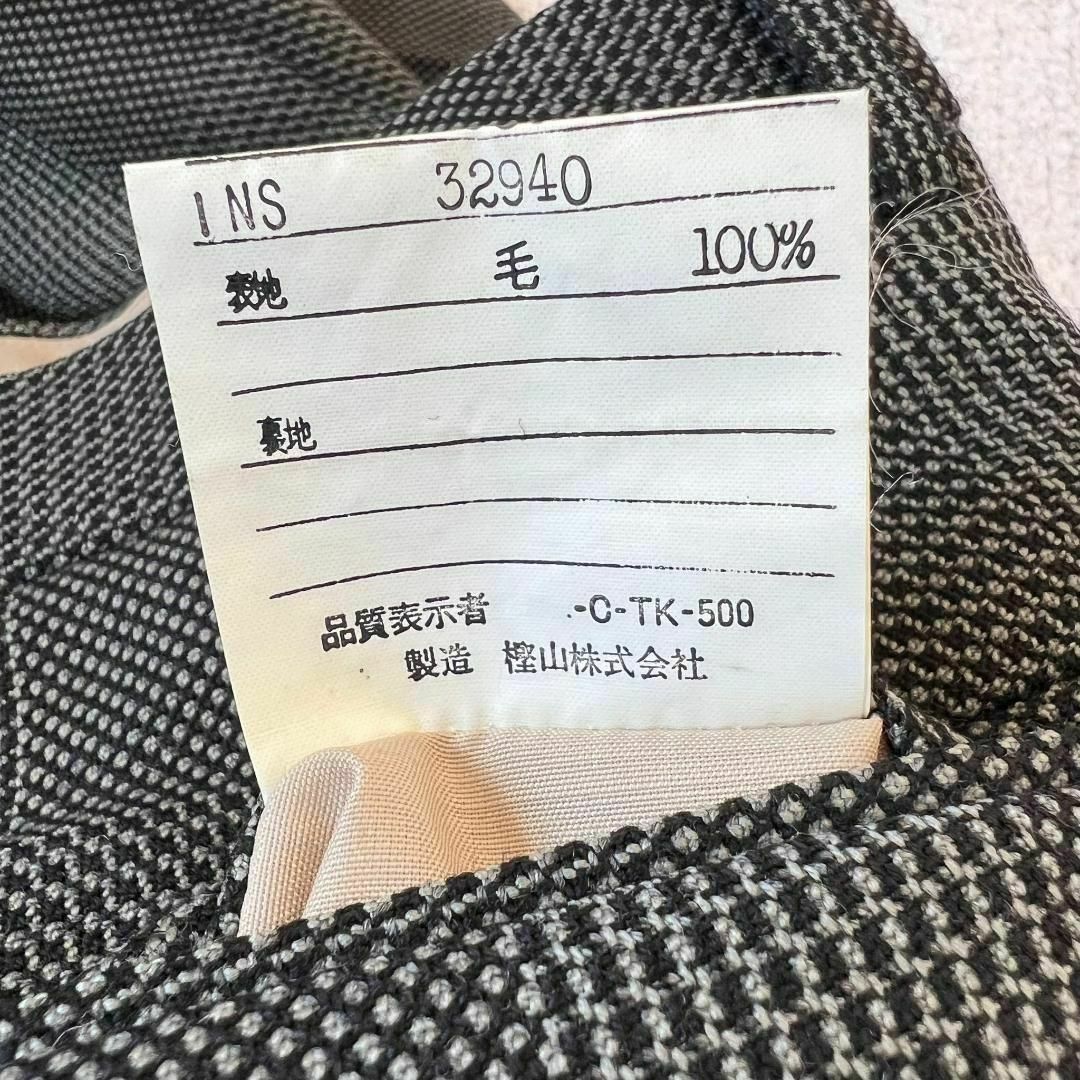 INS 32940
表地 毛 100%
裏地
品質表示者 -C-TK-500
製造 樫山株式会社